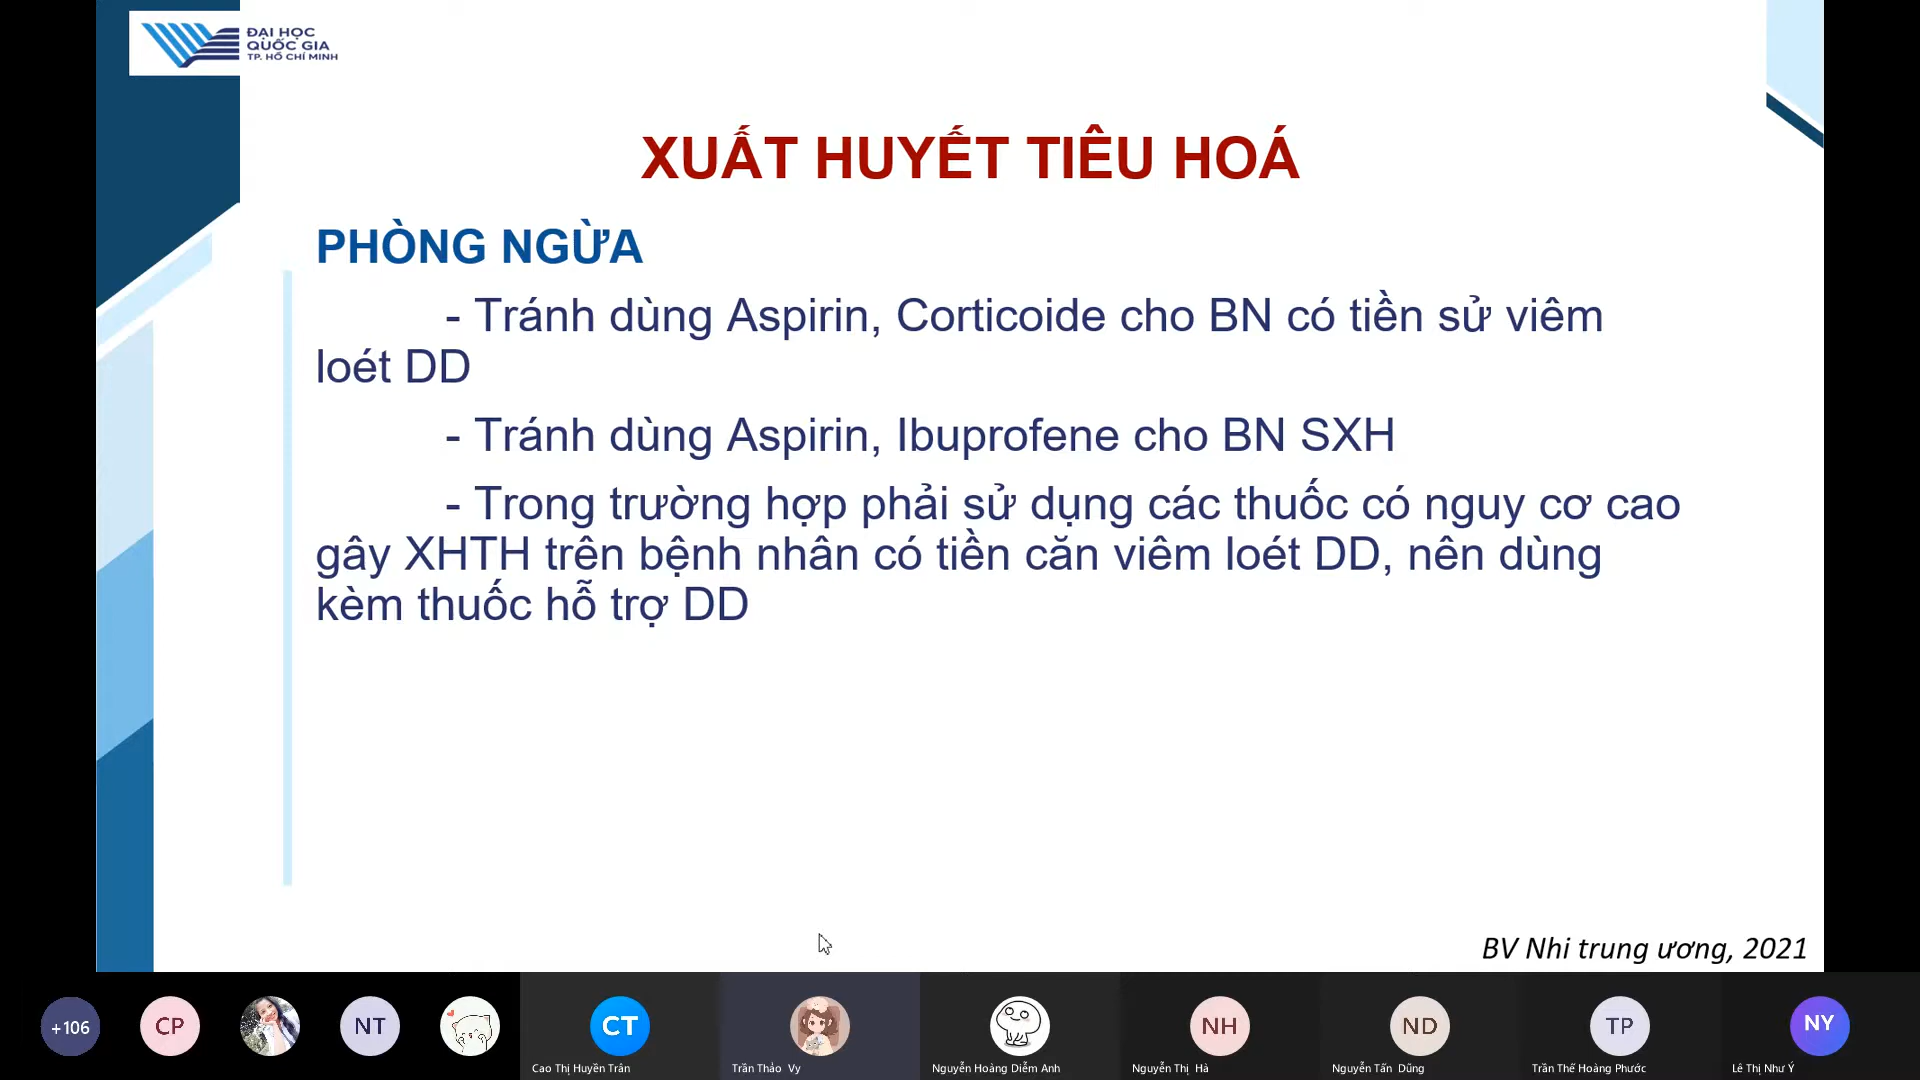 ĐẠI HỌC
QUỐC GIA
TP. HỒ CHÍ MINH
XUẤT HUYẾT TIÊU HOÁ
PHÒNG NGỪA
- Tránh dùng Aspirin, Corticoide cho BN có tiền sử viêm
loét DD
- Tránh dùng Aspirin, Ibuprofene cho BN SXH
- Trong trường hợp phải sử dụng các thuốc có nguy cơ cao
gây XHTH trên bệnh nhân có tiền căn viêm loét DD, nên dùng
kèm thuốc hỗ trợ DD
BV Nhi trung ương, 2021
+106
CP
NT
CT
NH
ND
TP
NY
Cao Thị Huyền Trân
Trần Thảo Vy
Nguyễn Hoàng Diễm Anh
Nguyễn Thị Hà
Nguyễn Tấn Dũng
Trần Thế Hoàng Phước
Lê Thị Như Ý